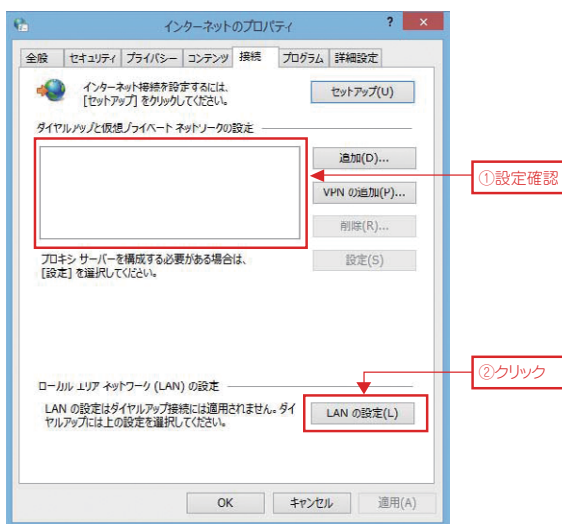 インターネットのプロパティ
? ×
全般 セキュリティ プライバシー コンテンツ 接続 プログラム 詳細設定
インターネット接続を設定するには、
[セットアップ] をクリックしてください。
セットアップ(U)
ダイヤルアップと仮想プライベート ネットワークの設定
追加(D)...
①設定確認
VPN の追加(P)...
削除(R)...
プロキシ サーバーを構成する必要がある場合は、
[設定] を選択してください。
設定(S)
②クリック
ローカル エリア ネットワーク (LAN) の設定
LAN の設定はダイヤルアップ接続には適用されません。ダイ
ヤルアップには上の設定を選択してください。
LAN の設定(L)
OK キャンセル 適用(A)